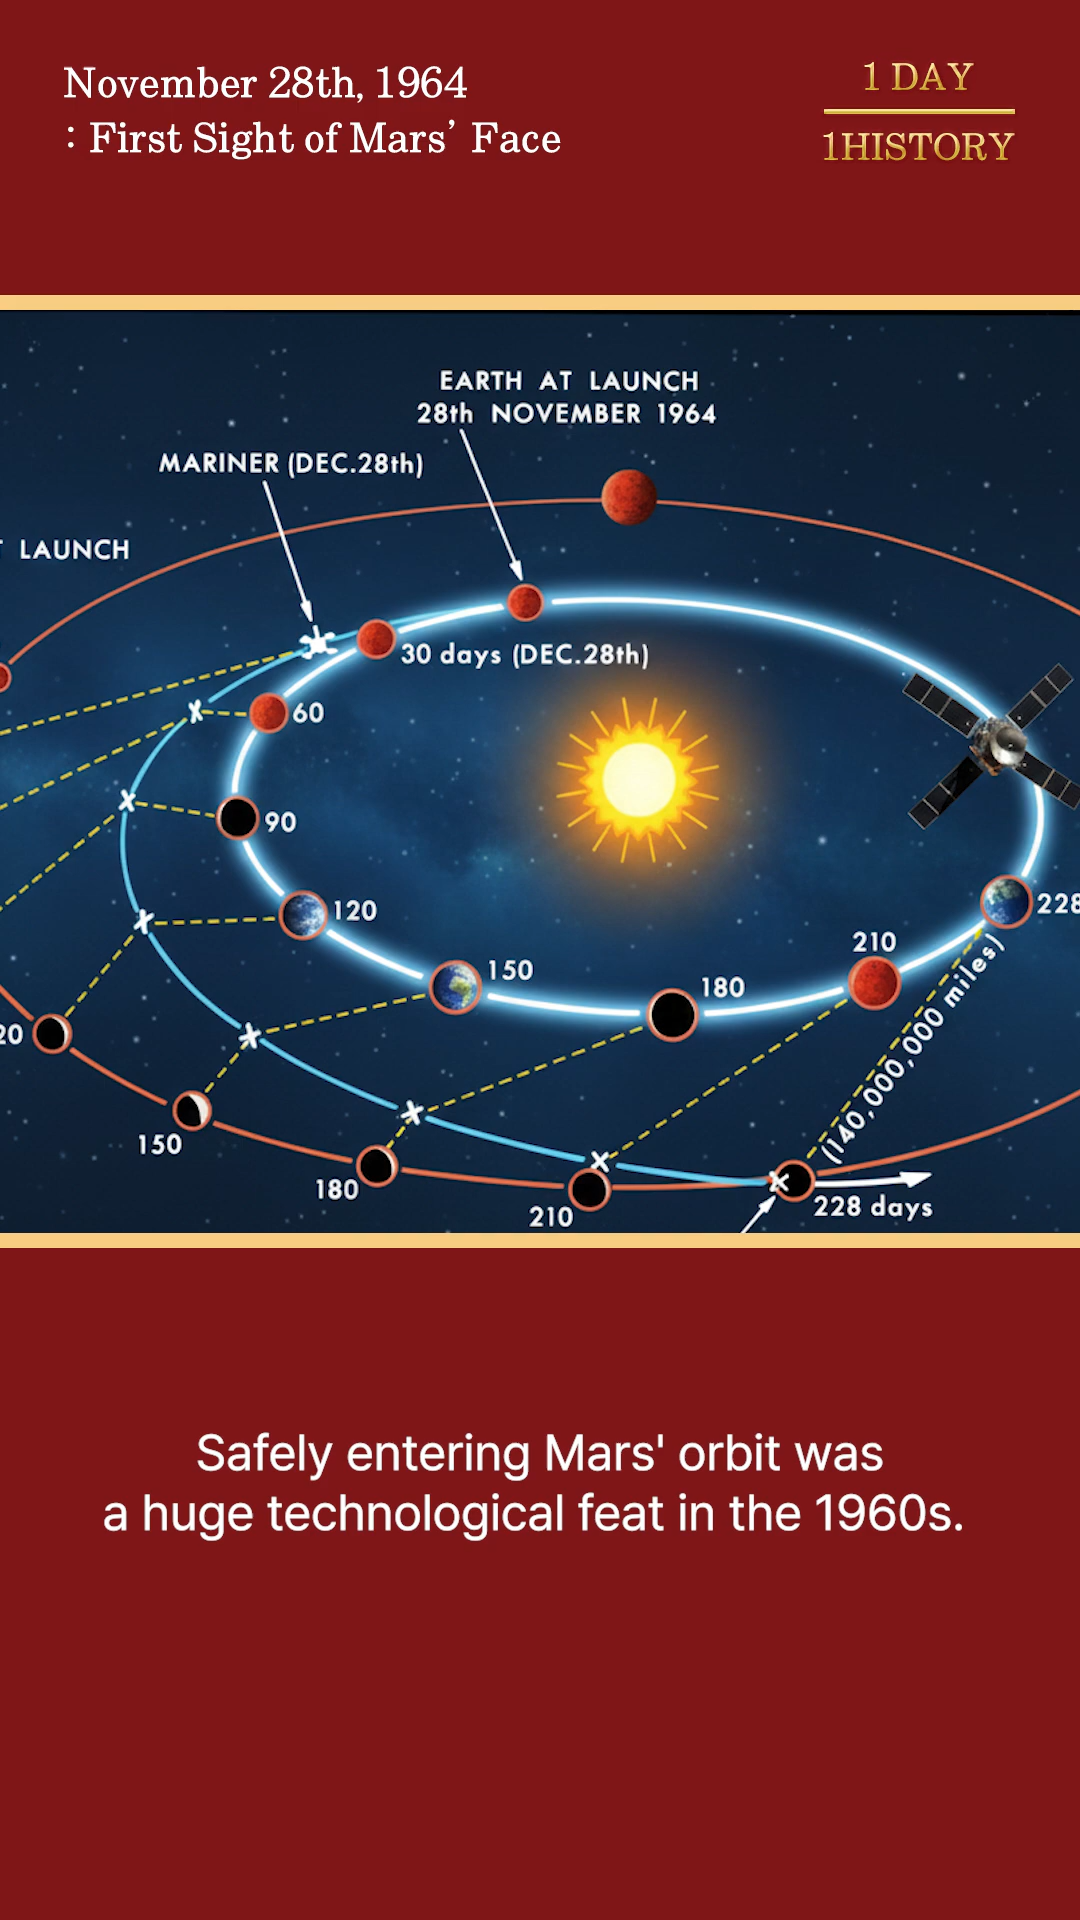 November 28th, 1964
: First Sight of Mars’ Face
1 DAY
1HISTORY
EARTH AT LAUNCH
28th NOVEMBER 1964
MARINER (DEC.28th)
LAUNCH
30 days (DEC.28th)
60
90
120
150
180
210
228
(140,000,000 miles)
20
150
180
210
228 days
Safely entering Mars' orbit was
a huge technological feat in the 1960s.